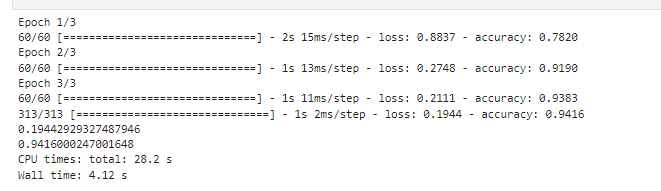 Epoch 1/3
60/60 [==============================] - 2s 15ms/step - loss: 0.8837 - accuracy: 0.7820
Epoch 2/3
60/60 [==============================] - 1s 13ms/step - loss: 0.2748 - accuracy: 0.9190
Epoch 3/3
60/60 [==============================] - 1s 11ms/step - loss: 0.2111 - accuracy: 0.9383
313/313 [==============================] - 1s 2ms/step - loss: 0.1944 - accuracy: 0.9416
0.19442929327487946
0.9416000247001648
CPU times: total: 28.2 s
Wall time: 4.12 s